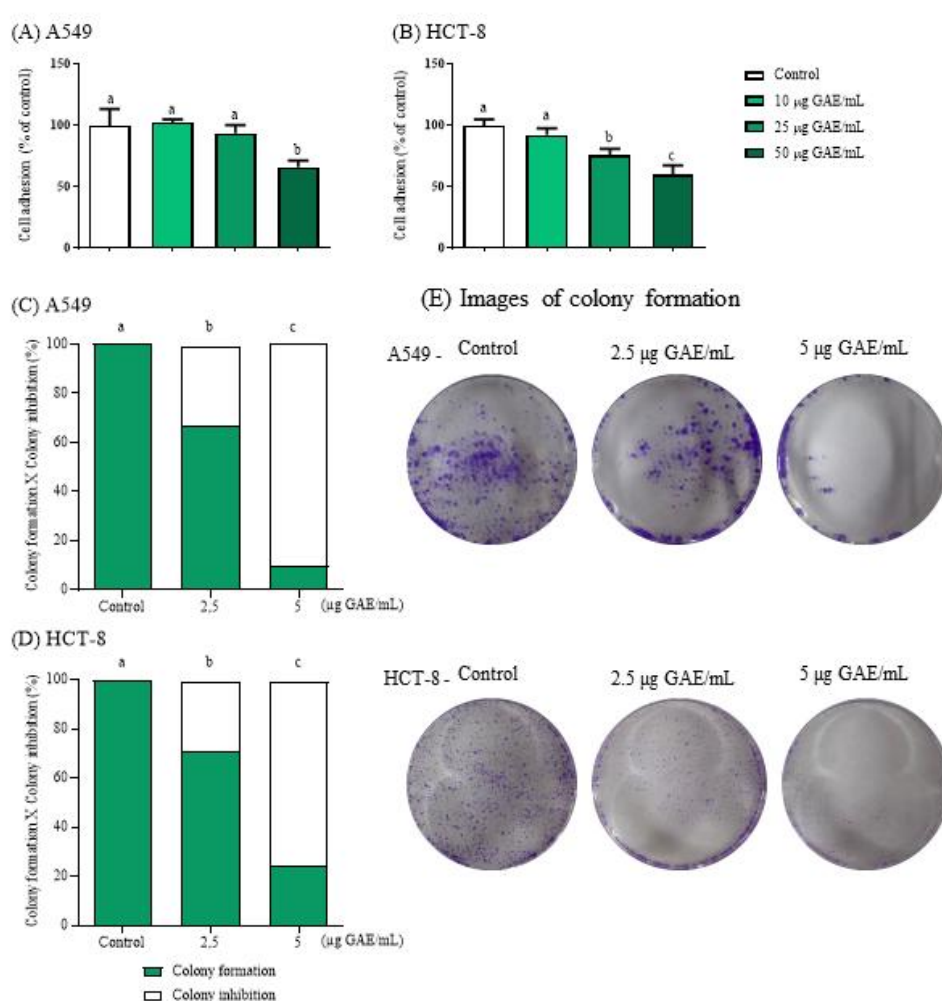 (A) A549
Cell adhesion (% of control)
150
100
50
0
a
a
a
b
(B) HCT-8
Cell adhesion (% of control)
150
100
50
0
a
a
b
c
Control
10 µg GAE/mL
25 µg GAE/mL
50 µg GAE/mL
(C) A549
Colony formation X Colony inhibition (%)
100
80
60
40
20
0
a
b
c
Control
2.5
5
(µg GAE/mL)
(D) HCT-8
Colony formation X Colony inhibition (%)
100
80
60
40
20
0
a
b
c
Control
2.5
5
(µg GAE/mL)
Colony formation
Colony inhibition
(E) Images of colony formation
A549 - Control
2.5 µg GAE/mL
5 µg GAE/mL
HCT-8 - Control
2.5 µg GAE/mL
5 µg GAE/mL